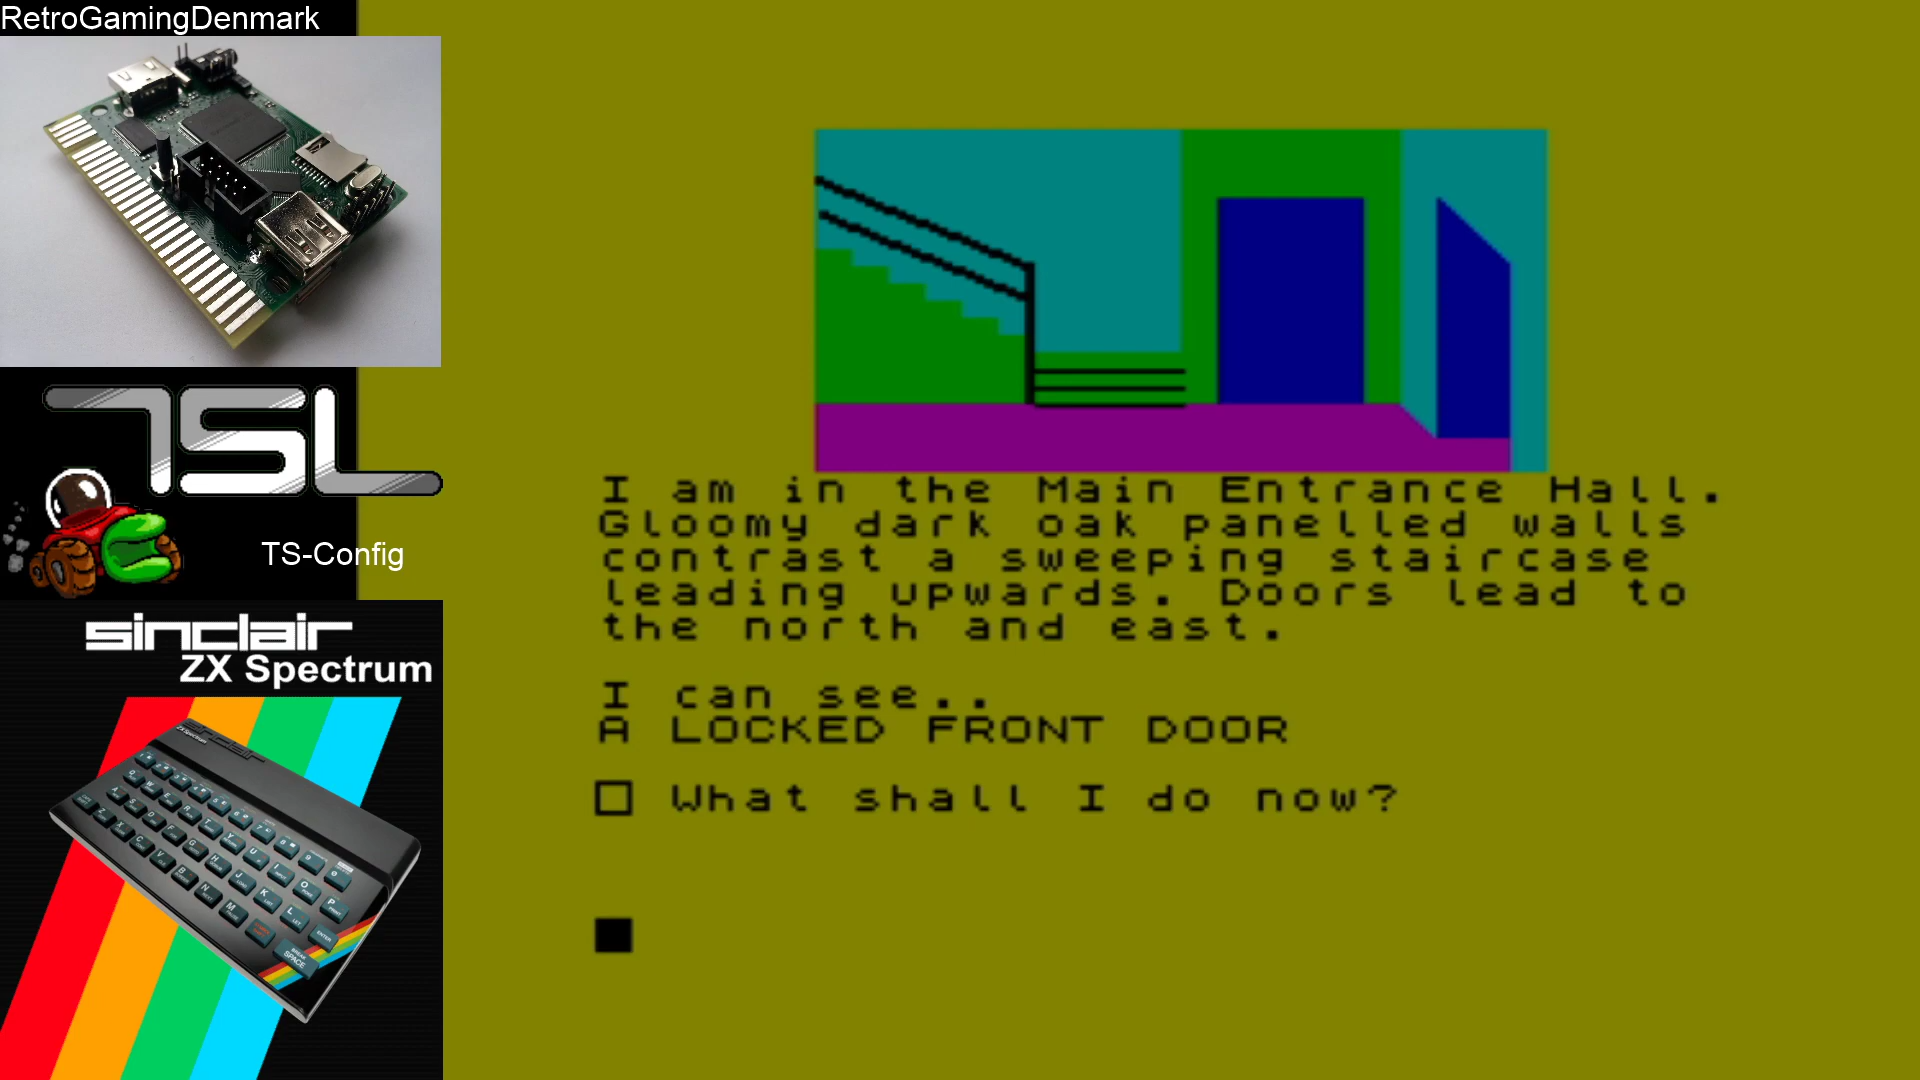 RetroGamingDenmark
TSL
TS-Config
sinclair
ZX Spectrum
I am in the Main Entrance Hall.
Gloomy dark oak panelled walls
contrast a sweeping staircase
leading upwards. Doors lead to
the north and east.
I can see..
A LOCKED FRONT DOOR
What shall I do now?